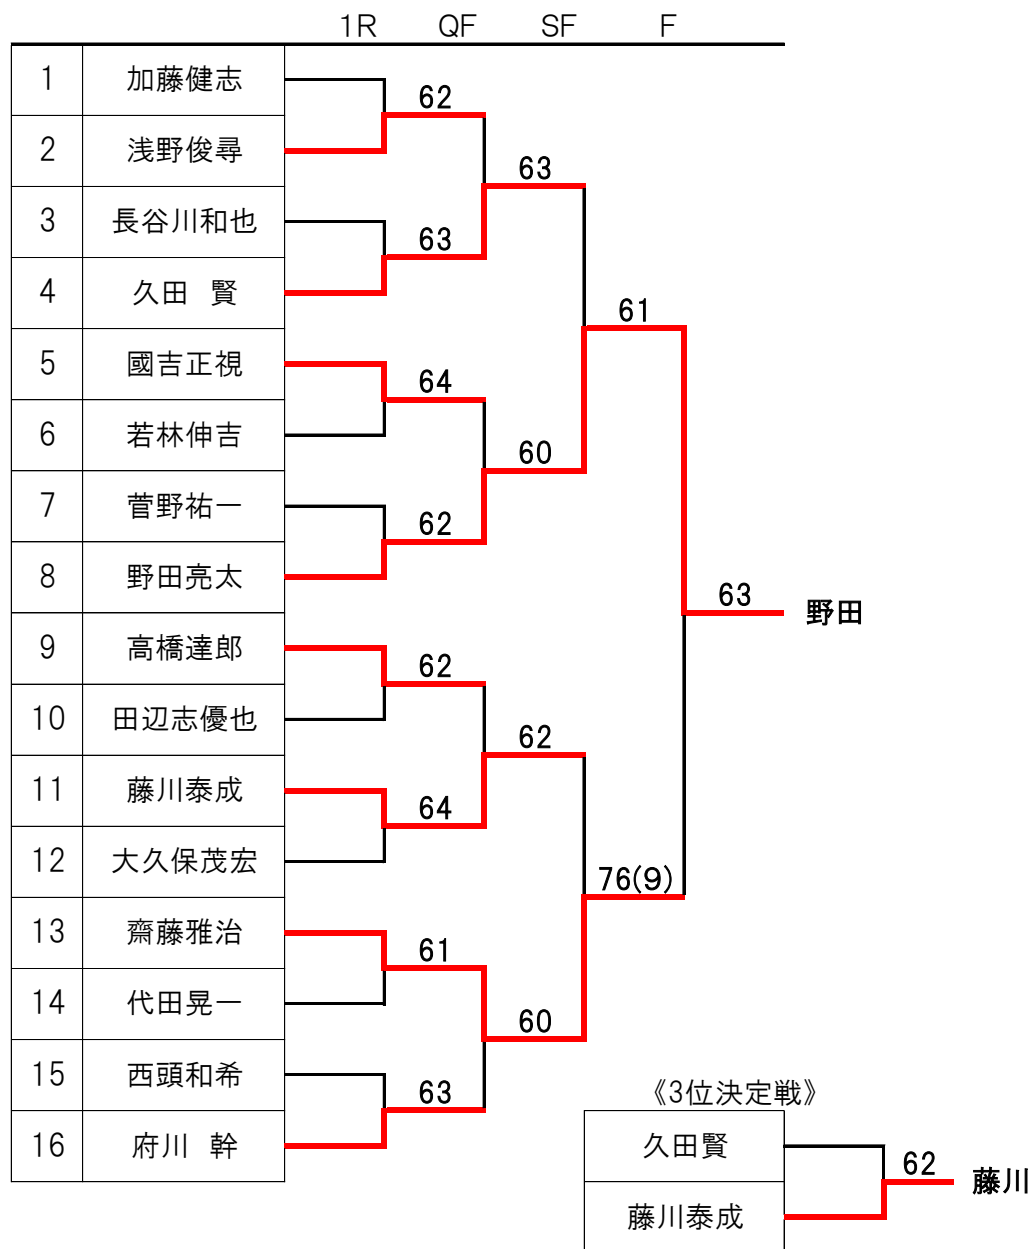 1R QF SF F
1 加藤健志
62
2 浅野俊尋
63
3 長谷川和也
63
4 久田 賢
61
5 國吉正視
64
6 若林伸吉
60
7 菅野祐一
62
8 野田亮太
63 野田
9 高橋達郎
62
10 田辺志優也
62
11 藤川泰成
64
12 大久保茂宏
76(9)
13 齋藤雅治
61
14 代田晃一
60
15 西頭和希
63
16 府川 幹
《3位決定戦》
久田賢
62 藤川
藤川泰成